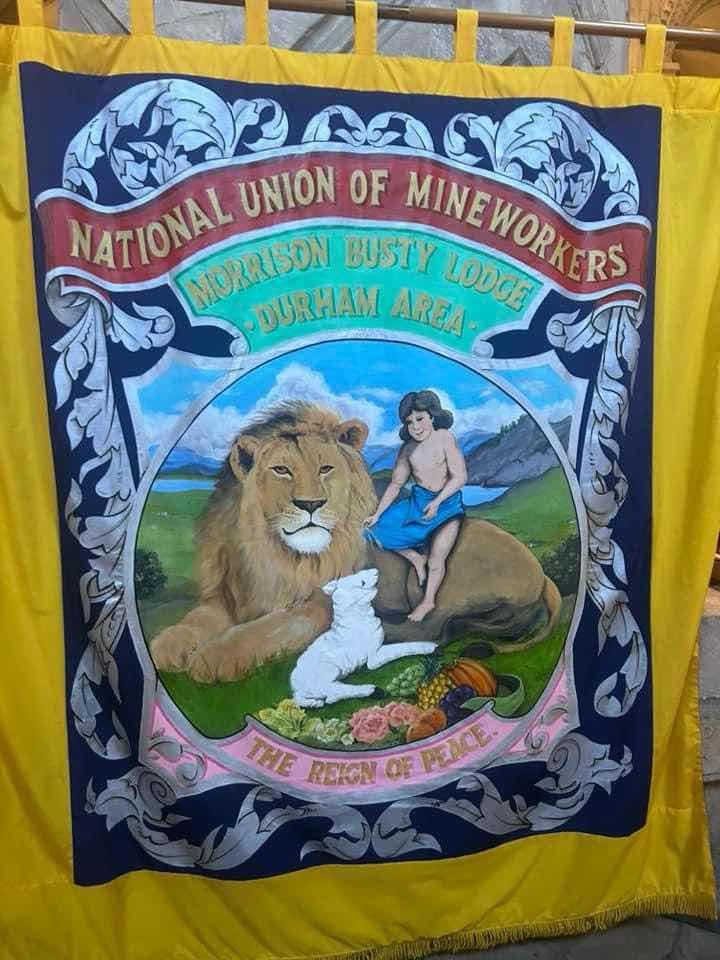 NATIONAL UNION OF MINEWORKERS
MORRISON BUSTY LODGE
·DURHAM AREA·
THE REIGN OF PEACE.